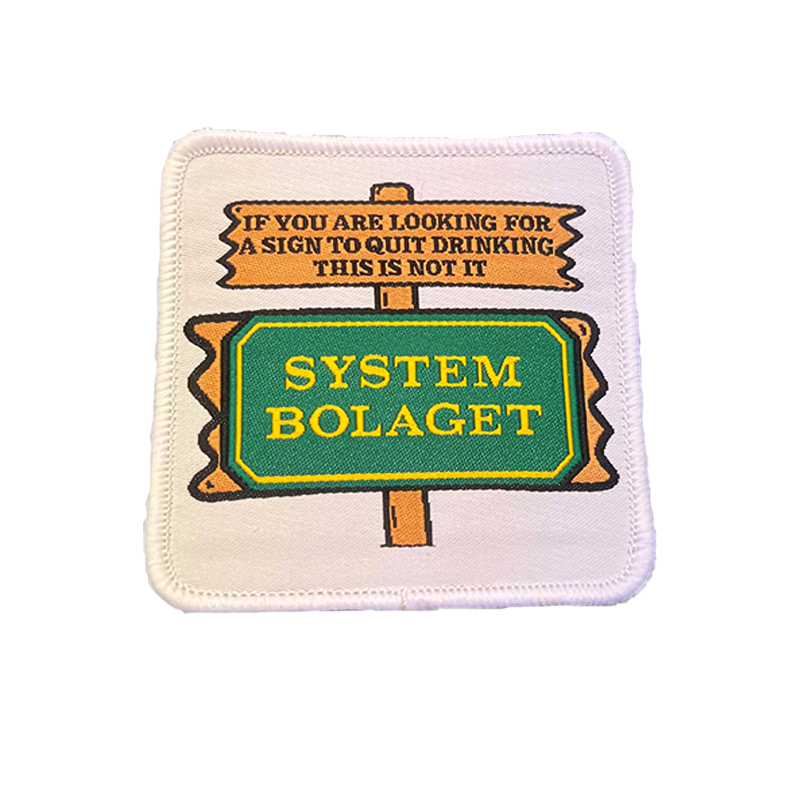 IF YOU ARE LOOKING FOR
A SIGN TO QUIT DRINKING
THIS IS NOT IT
SYSTEM
BOLAGET